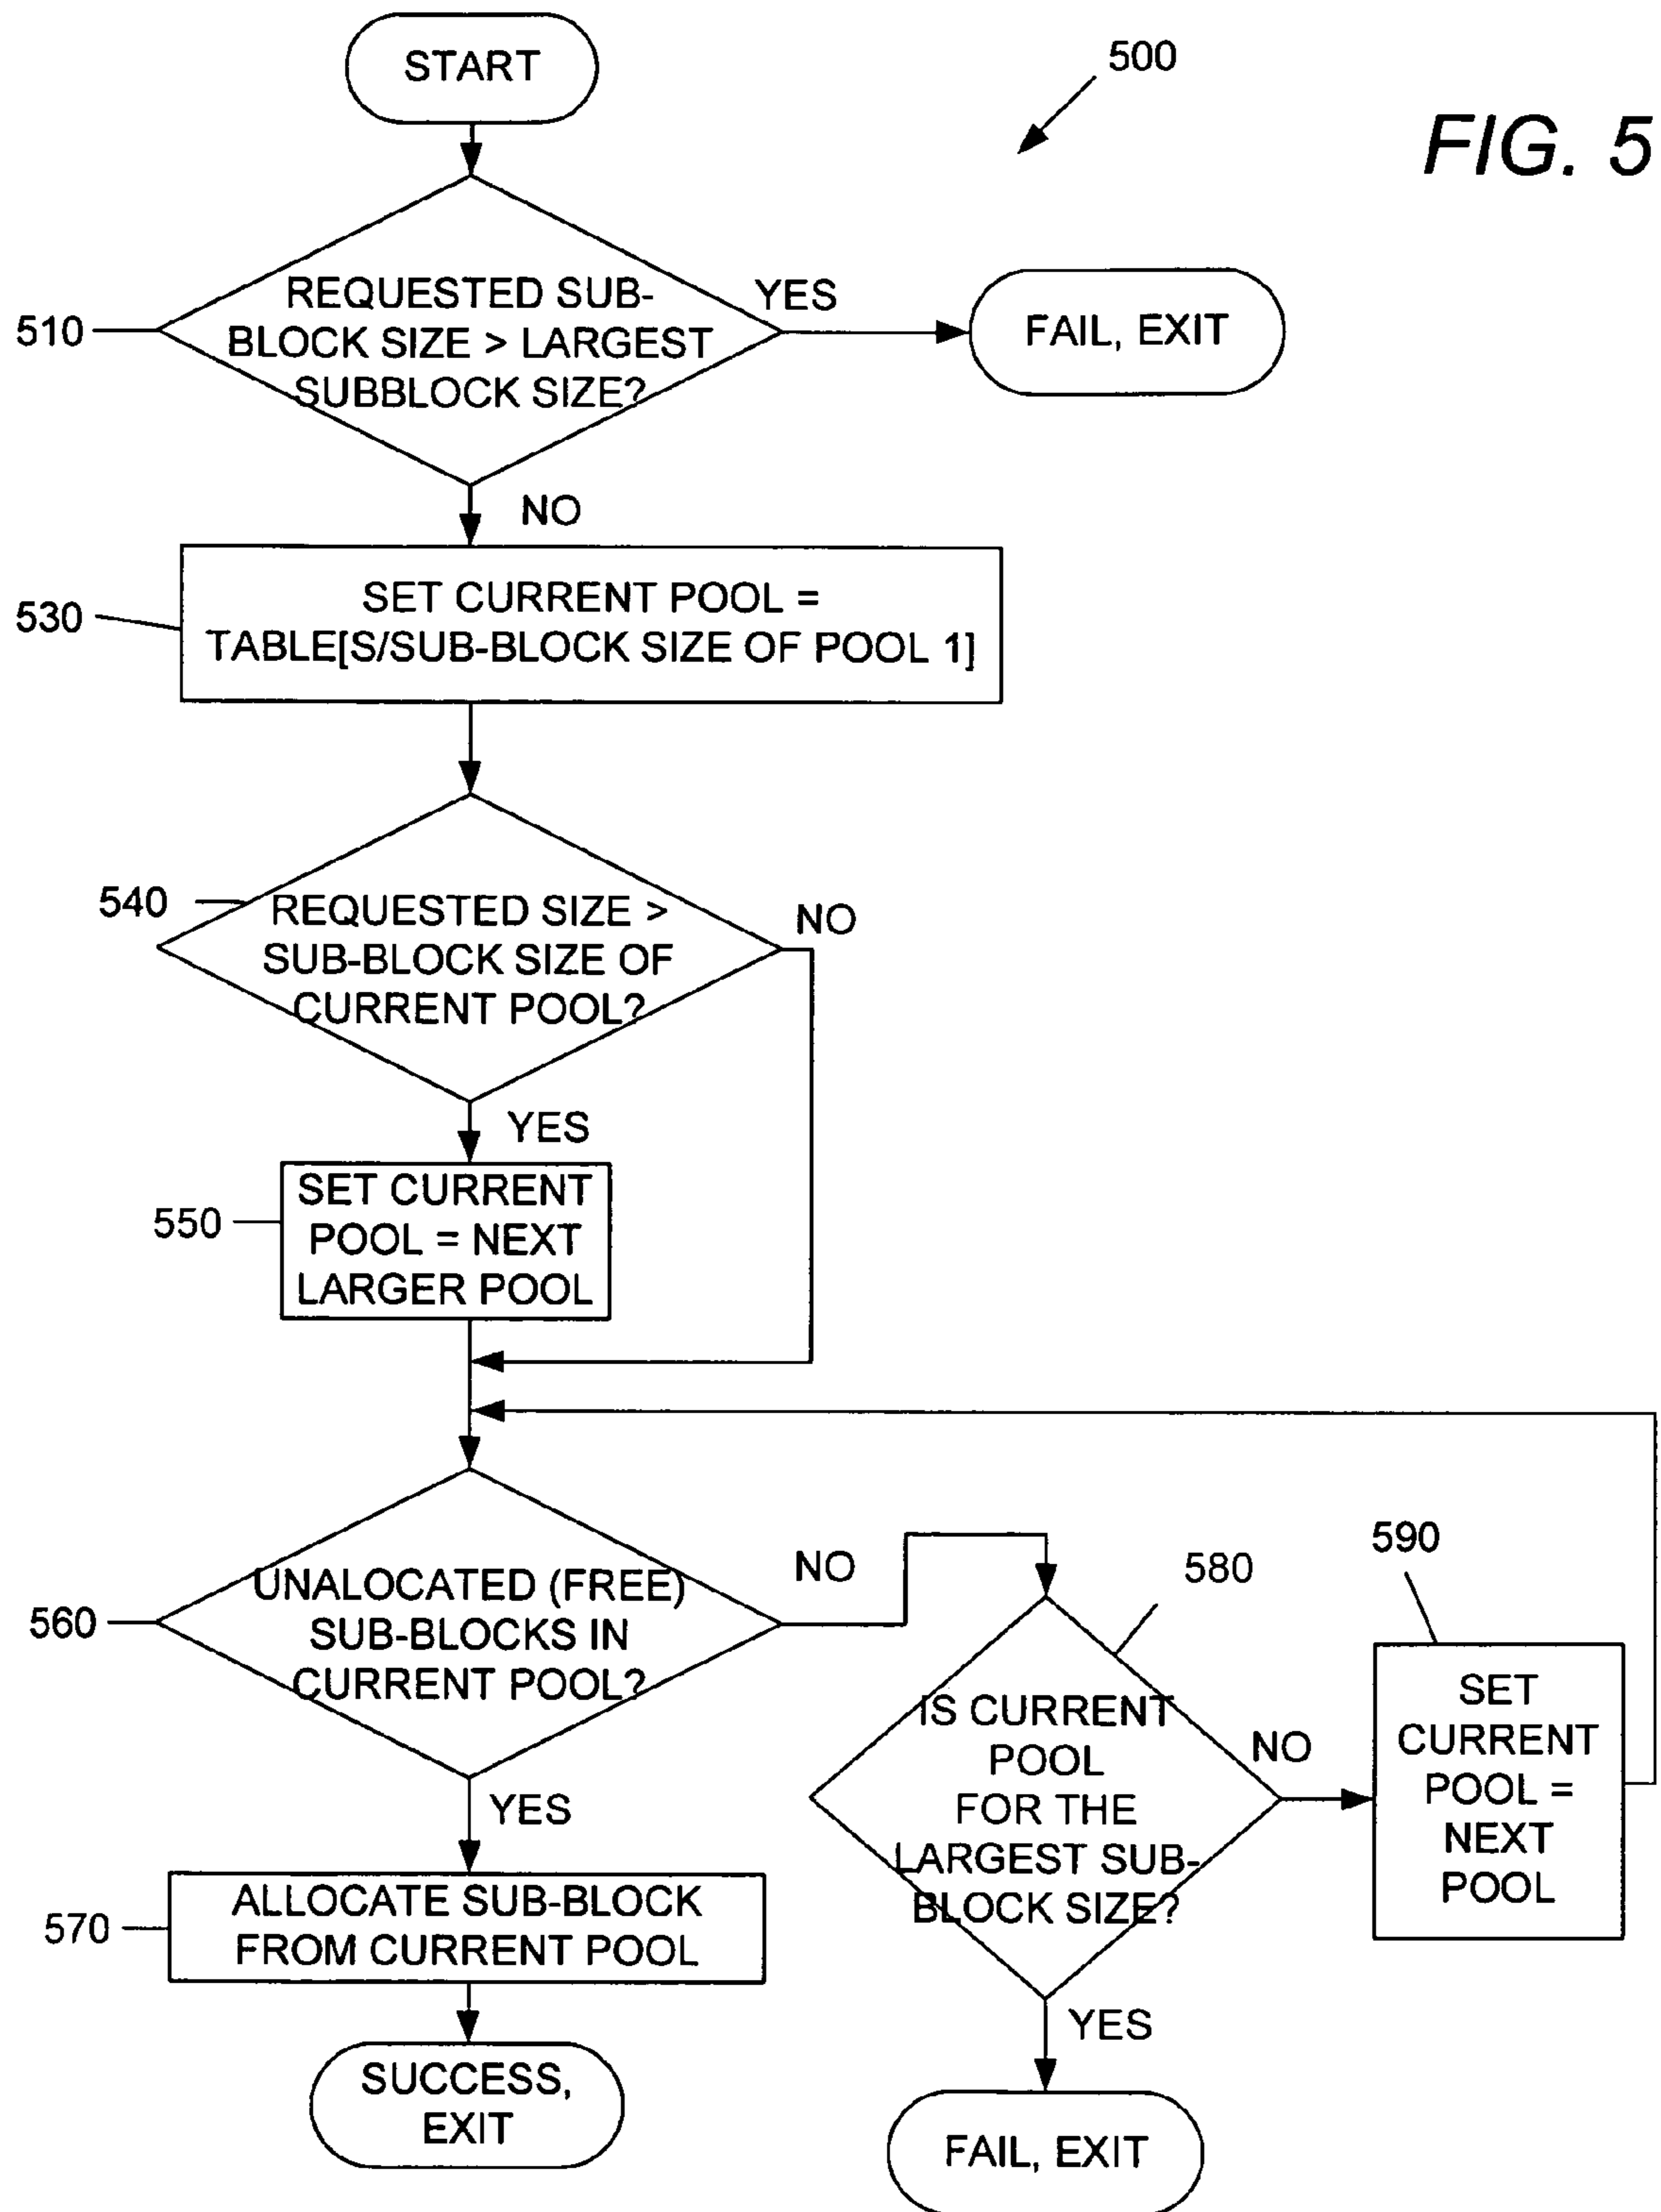 START
500
FIG. 5
510
REQUESTED SUB-
BLOCK SIZE > LARGEST
SUBBLOCK SIZE?
YES
FAIL, EXIT
NO
530
SET CURRENT POOL =
TABLE[S/SUB-BLOCK SIZE OF POOL 1]
540
REQUESTED SIZE >
SUB-BLOCK SIZE OF
CURRENT POOL?
NO
YES
550
SET CURRENT
POOL = NEXT
LARGER POOL
560
UNALOCATED (FREE)
SUB-BLOCKS IN
CURRENT POOL?
NO
580
590
IS CURRENT
POOL
FOR THE
LARGEST SUB-
BLOCK SIZE?
NO
SET
CURRENT
POOL =
NEXT
POOL
YES
570
ALLOCATE SUB-BLOCK
FROM CURRENT POOL
YES
SUCCESS,
EXIT
FAIL, EXIT